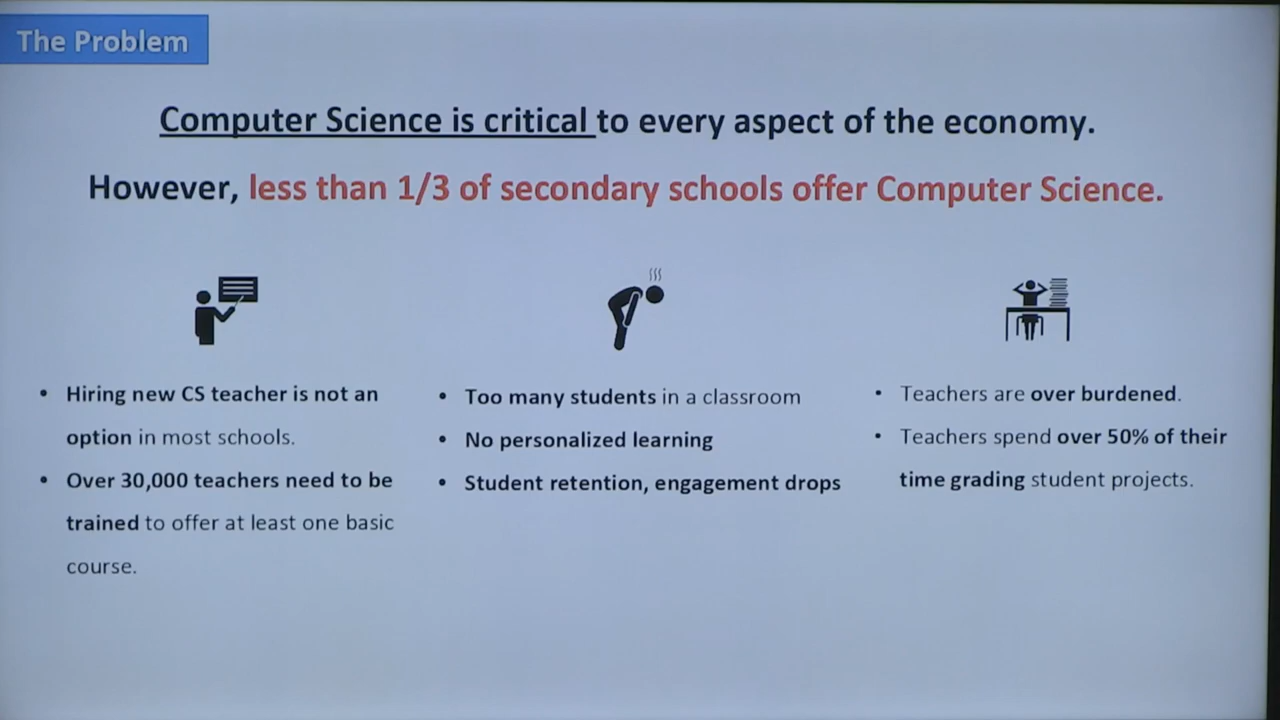 The Problem
Computer Science is critical to every aspect of the economy.
However, less than 1/3 of secondary schools offer Computer Science.
• Hiring new CS teacher is not an
option in most schools.
• Over 30,000 teachers need to be
trained to offer at least one basic
course.
• Too many students in a classroom
• No personalized learning
• Student retention, engagement drops
• Teachers are over burdened.
• Teachers spend over 50% of their
time grading student projects.